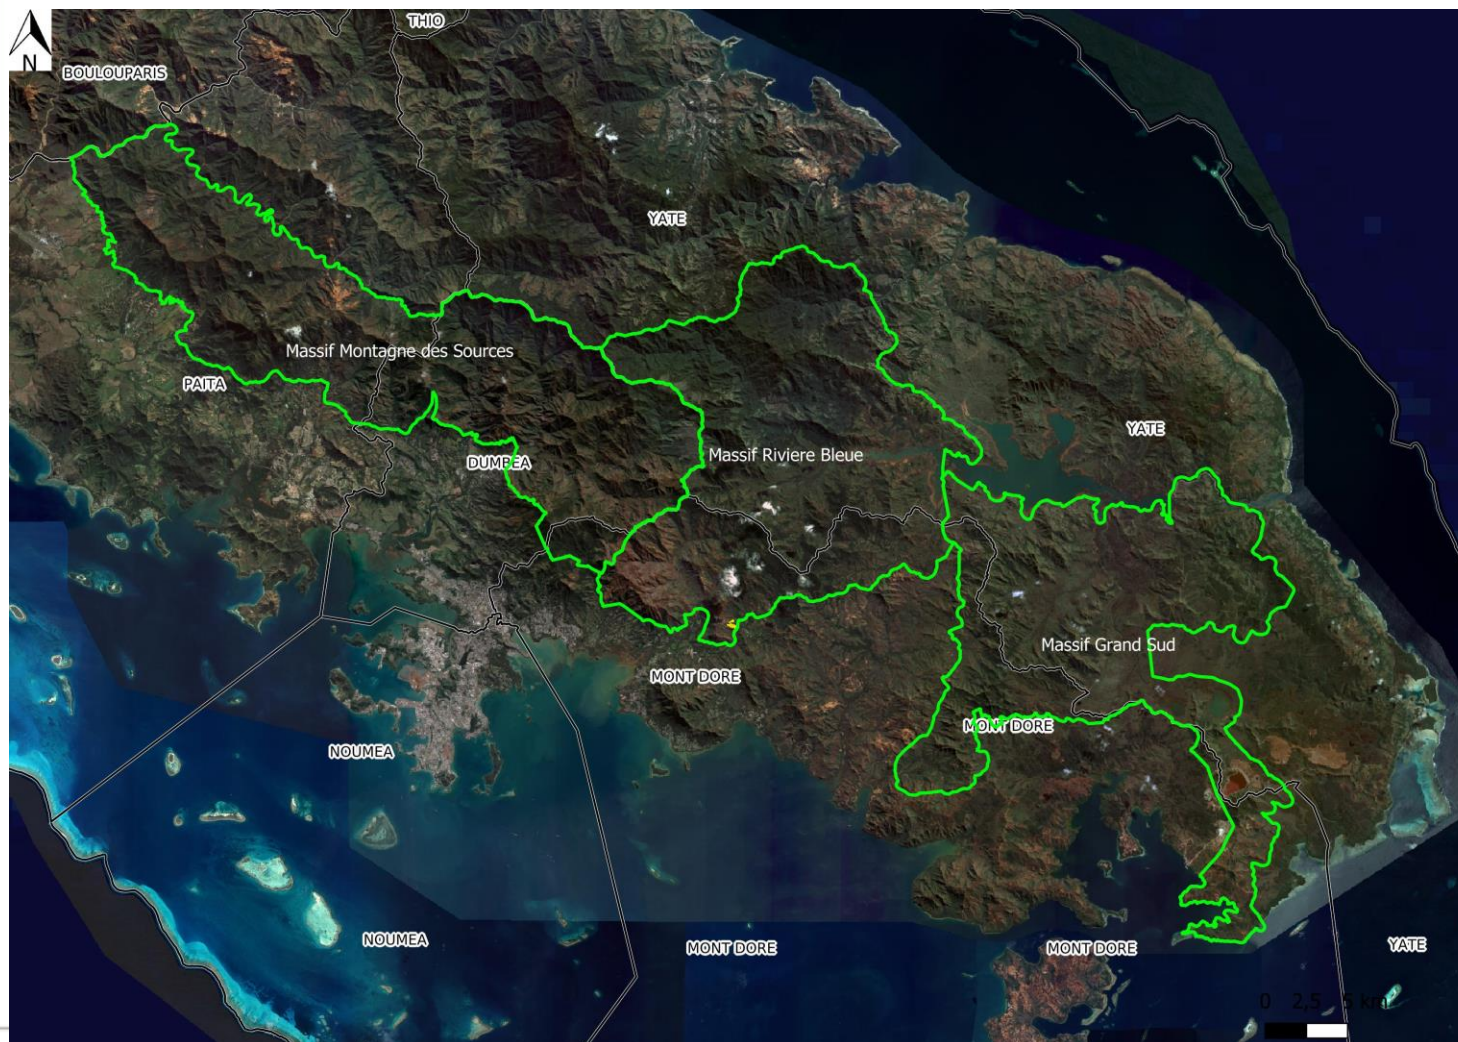 THIO
N
BOULOUPARIS
YATE
Massif Montagne des Sources
PAITA
YATE
DUMBEA
Massif Riviere Bleue
Massif Grand Sud
MONT DORE
MONT DORE
NOUMEA
NOUMEA
MONT DORE
MONT DORE
YATE
0 2,5 5 km